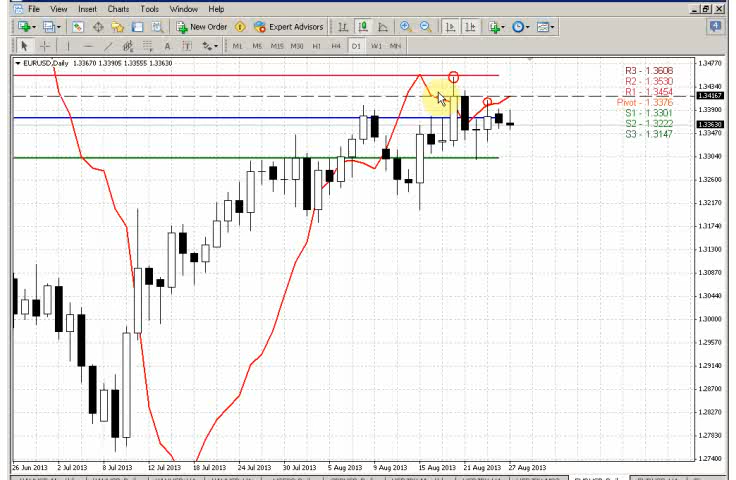 File View Insert Charts Tools Window Help
New Order Expert Advisors 4
A T M1 M5 M15 M30 H1 H4 D1 W1 MN
EURUSD,Daily 1.33670 1.33905 1.33555 1.33630
R3 - 1.3608
R2 - 1.3530
R1 - 1.3454
Pivot - 1.3376
S1 - 1.3301
S2 - 1.3222
S3 - 1.3147
1.34770
1.34340
1.34167
1.33900
1.33630
1.33470
1.33040
1.32600
1.32170
1.31740
1.31300
1.30870
1.30440
1.30000
1.29570
1.29140
1.28700
1.28270
1.27830
1.27400
26 Jun 2013 2 Jul 2013 8 Jul 2013 12 Jul 2013 18 Jul 2013 24 Jul 2013 30 Jul 2013 5 Aug 2013 9 Aug 2013 15 Aug 2013 21 Aug 2013 27 Aug 2013